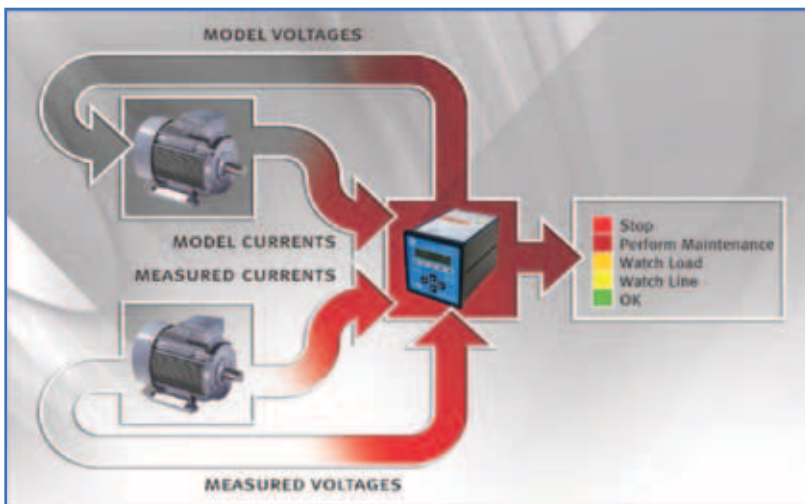 MODEL VOLTAGES
MODEL CURRENTS
MEASURED CURRENTS
Stop
Perform Maintenance
Watch Load
Watch Line
OK
MEASURED VOLTAGES